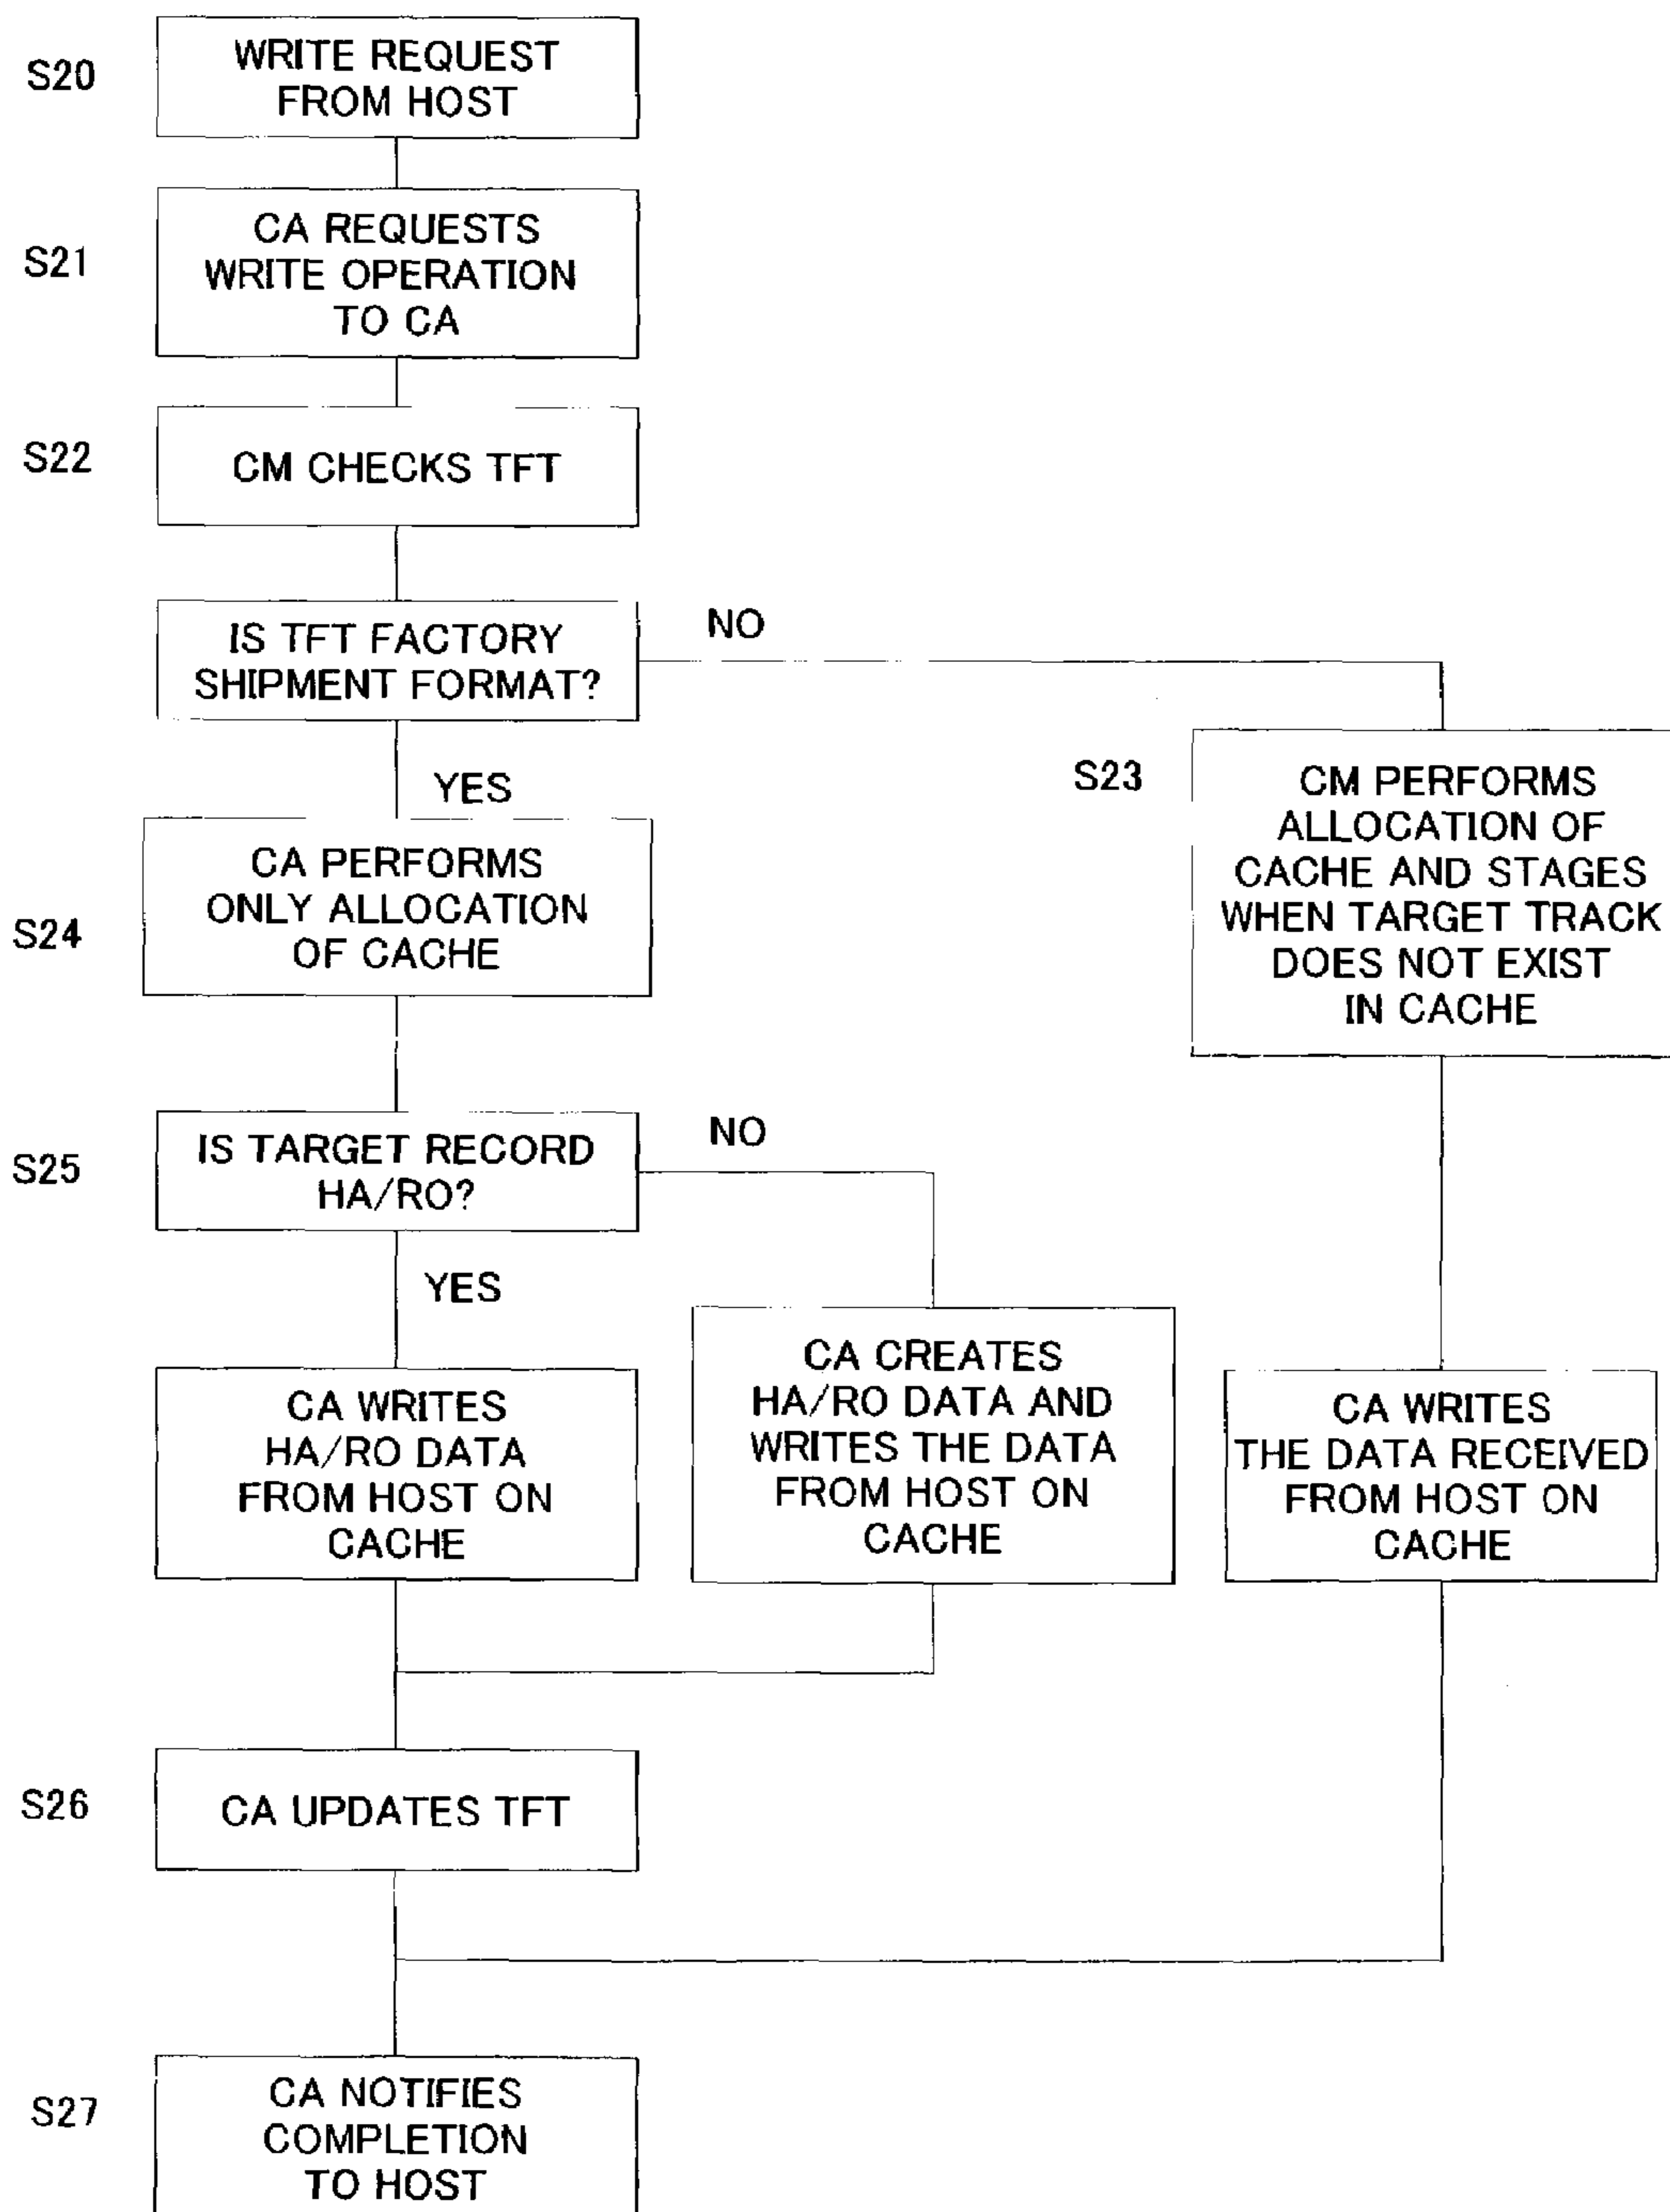 S20
WRITE REQUEST
FROM HOST
S21
CA REQUESTS
WRITE OPERATION
TO CA
S22
CM CHECKS TFT
IS TFT FACTORY
SHIPMENT FORMAT?
NO
YES
S23
CM PERFORMS
ALLOCATION OF
CACHE AND STAGES
WHEN TARGET TRACK
DOES NOT EXIST
IN CACHE
S24
CA PERFORMS
ONLY ALLOCATION
OF CACHE
S25
IS TARGET RECORD
HA/RO?
NO
YES
CA WRITES
HA/RO DATA
FROM HOST ON
CACHE
CA CREATES
HA/RO DATA AND
WRITES THE DATA
FROM HOST ON
CACHE
CA WRITES
THE DATA RECEIVED
FROM HOST ON
CACHE
S26
CA UPDATES TFT
S27
CA NOTIFIES
COMPLETION
TO HOST